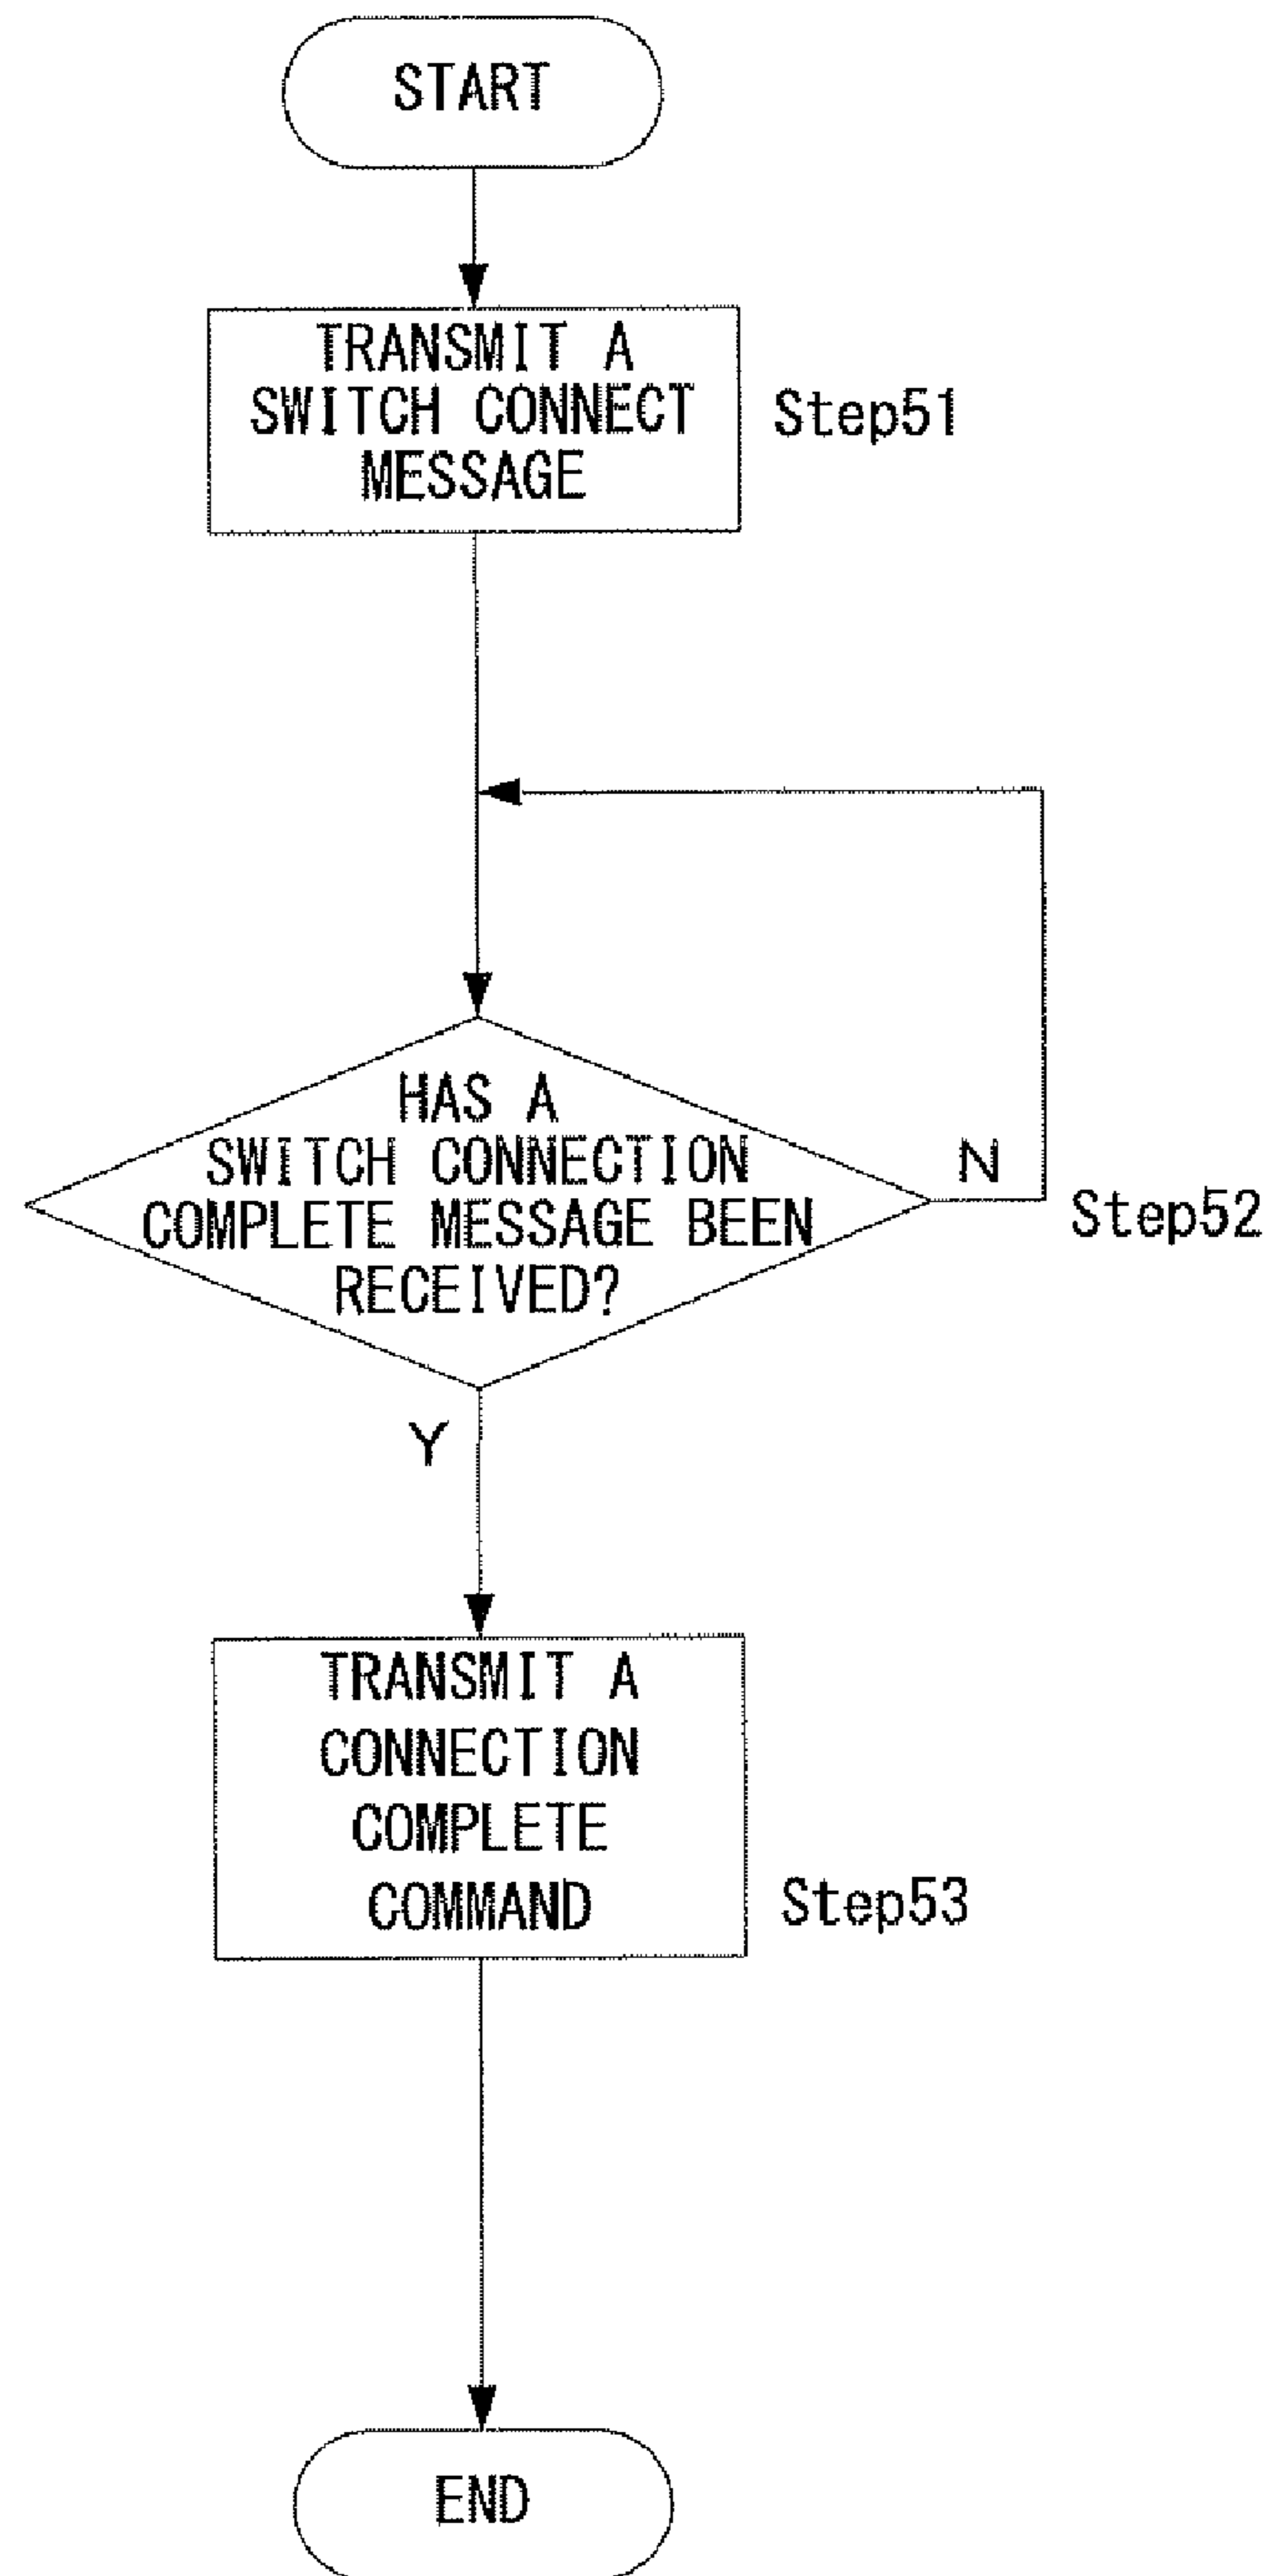 START
TRANSMIT A
SWITCH CONNECT
MESSAGE
Step51
HAS A
SWITCH CONNECTION
COMPLETE MESSAGE BEEN
RECEIVED?
N
Step52
Y
TRANSMIT A
CONNECTION
COMPLETE
COMMAND
Step53
END